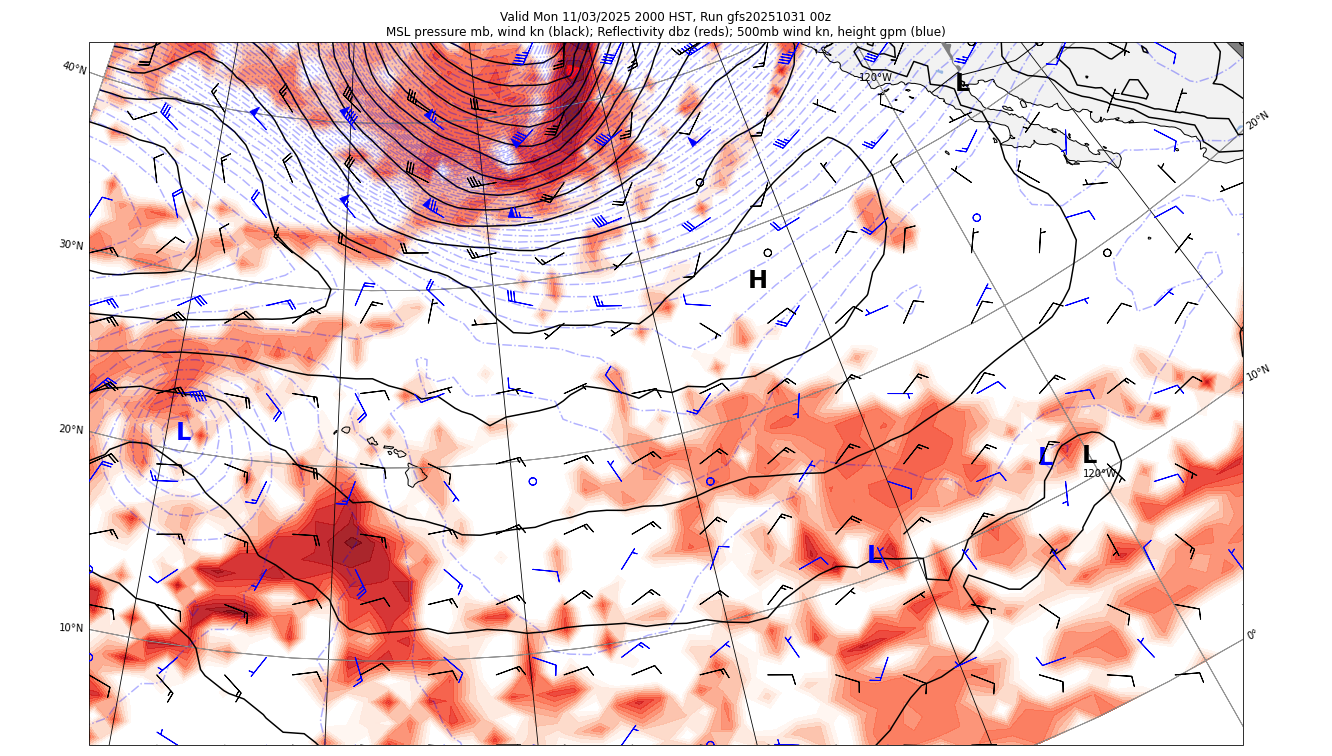 Valid Mon 11/03/2025 2000 HST, Run gfs20251031 00z
MSL pressure mb, wind kn (black); Reflectivity dbz (reds); 500mb wind kn, height gpm (blue)
40°N
120°W
L
20°N
30°N
H
10°N
20°N
L
L
L
120°W
L
10°N
0°